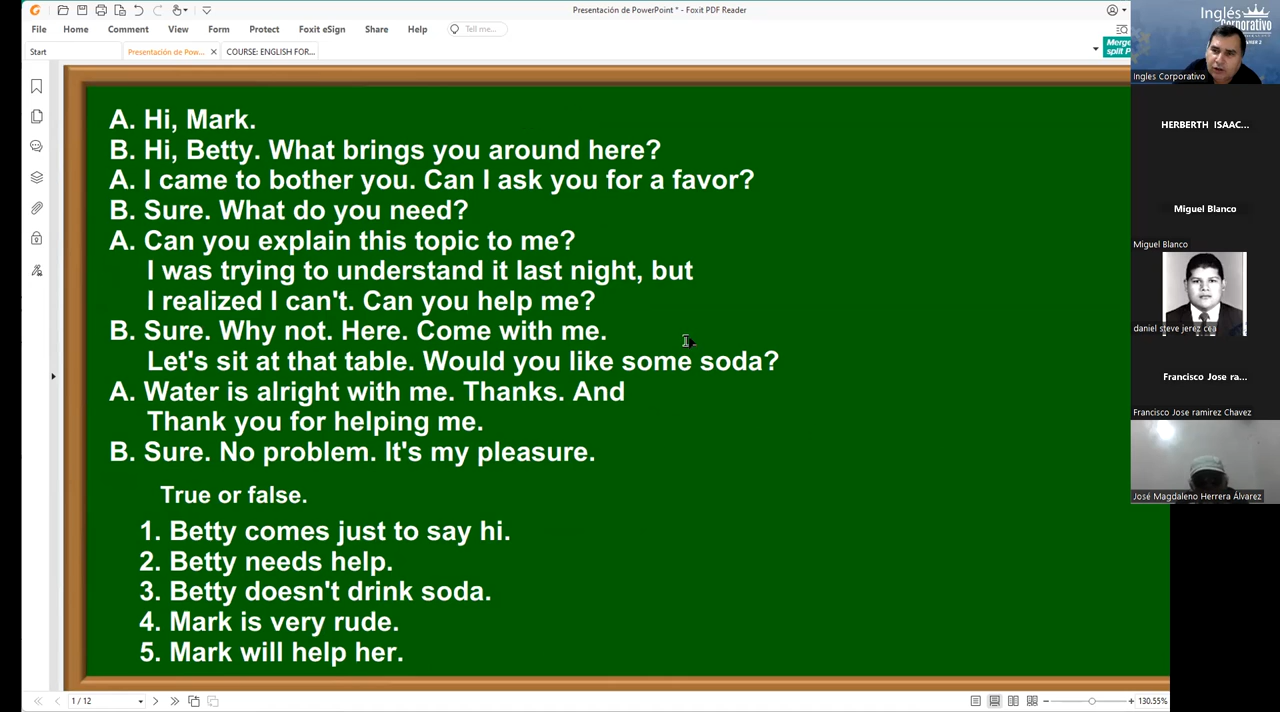 Presentación de PowerPoint * - Foxit PDF Reader
File Home Comment View Form Protect Foxit eSign Share Help Tell me...
Start Presentación de Pow... COURSE: ENGLISH FOR...
Merge
split P
A. Hi, Mark.
B. Hi, Betty. What brings you around here?
A. I came to bother you. Can I ask you for a favor?
B. Sure. What do you need?
A. Can you explain this topic to me?
I was trying to understand it last night, but
I realized I can't. Can you help me?
B. Sure. Why not. Here. Come with me.
Let's sit at that table. Would you like some soda?
A. Water is alright with me. Thanks. And
Thank you for helping me.
B. Sure. No problem. It's my pleasure.
True or false.
1. Betty comes just to say hi.
2. Betty needs help.
3. Betty doesn't drink soda.
4. Mark is very rude.
5. Mark will help her.
1 / 12
130.55%
Inglés
Corporativo
Ingles Corporativo
HERBERTH ISAAC...
Miguel Blanco
Miguel Blanco
daniel steve jerez cea
Francisco Jose ra...
Francisco Jose ramirez Chavez
José Magdaleno Herrera Álvarez